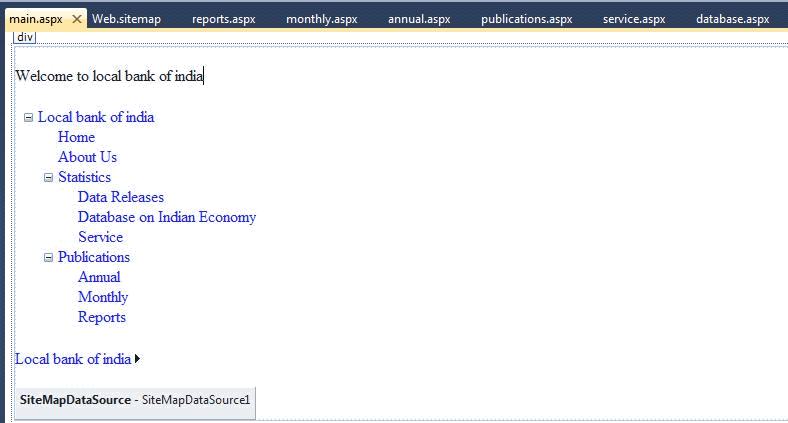 main.aspx Web.sitemap reports.aspx monthly.aspx annual.aspx publications.aspx service.aspx database.aspx
div
Welcome to local bank of india
Local bank of india
Home
About Us
Statistics
Data Releases
Database on Indian Economy
Service
Publications
Annual
Monthly
Reports
Local bank of india
SiteMapDataSource - SiteMapDataSource1